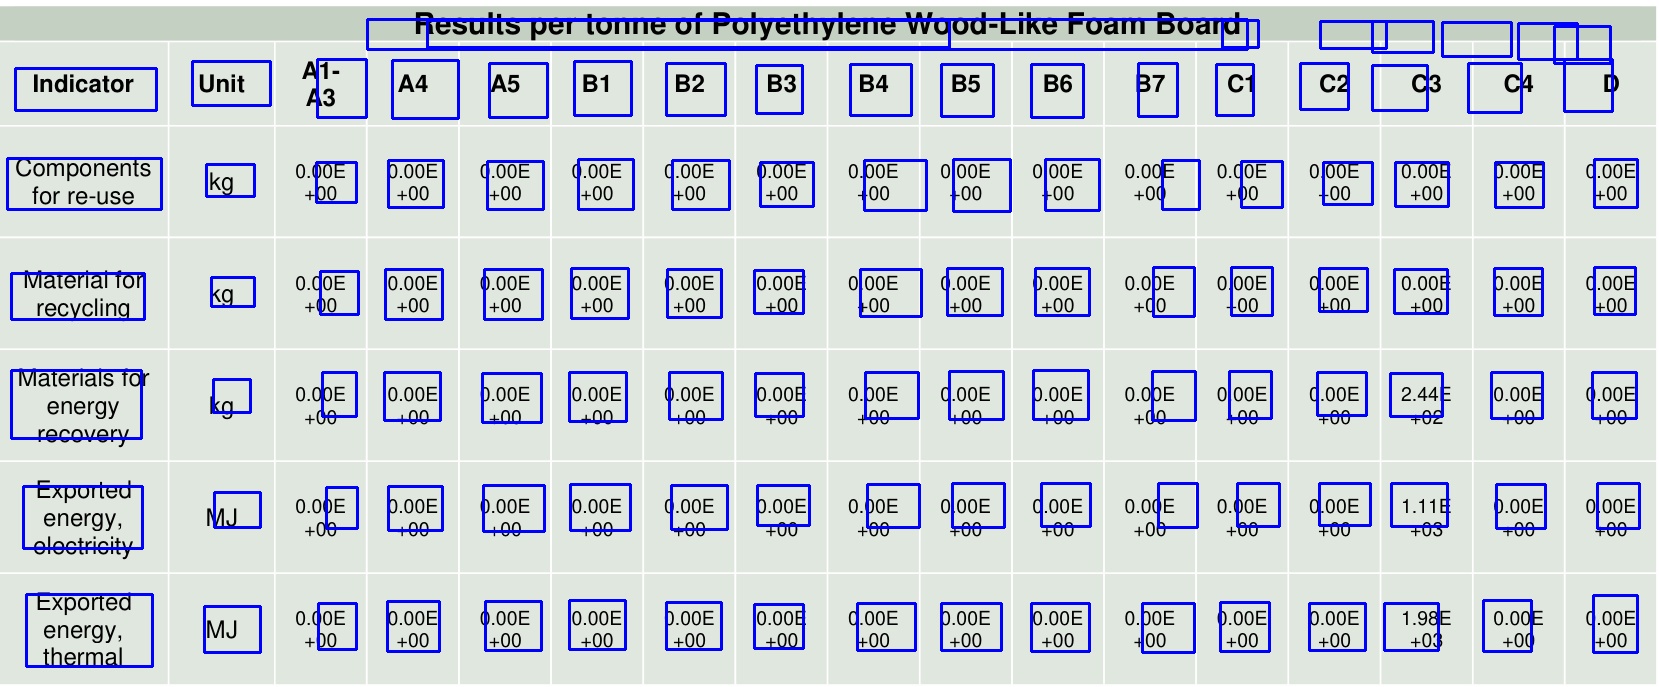 Results per tonne of Polyethylene Wood-Like Foam Board
Indicator Unit A1-A3 A4 A5 B1 B2 B3 B4 B5 B6 B7 C1 C2 C3 C4 D
Components for re-use kg 0.00E+00 0.00E+00 0.00E+00 0.00E+00 0.00E+00 0.00E+00 0.00E+00 0.00E+00 0.00E+00 0.00E+00 0.00E+00 0.00E+00 0.00E+00 0.00E+00 0.00E+00
Material for recycling kg 0.00E+00 0.00E+00 0.00E+00 0.00E+00 0.00E+00 0.00E+00 0.00E+00 0.00E+00 0.00E+00 0.00E+00 0.00E+00 0.00E+00 0.00E+00 0.00E+00 0.00E+00
Materials for energy recovery kg 0.00E+00 0.00E+00 0.00E+00 0.00E+00 0.00E+00 0.00E+00 0.00E+00 0.00E+00 0.00E+00 0.00E+00 0.00E+00 0.00E+00 2.44E+02 0.00E+00 0.00E+00
Exported energy, electricity MJ 0.00E+00 0.00E+00 0.00E+00 0.00E+00 0.00E+00 0.00E+00 0.00E+00 0.00E+00 0.00E+00 0.00E+00 0.00E+00 0.00E+00 1.11E+03 0.00E+00 0.00E+00
Exported energy, thermal MJ 0.00E+00 0.00E+00 0.00E+00 0.00E+00 0.00E+00 0.00E+00 0.00E+00 0.00E+00 0.00E+00 0.00E+00 0.00E+00 0.00E+00 1.98E+03 0.00E+00 0.00E+00